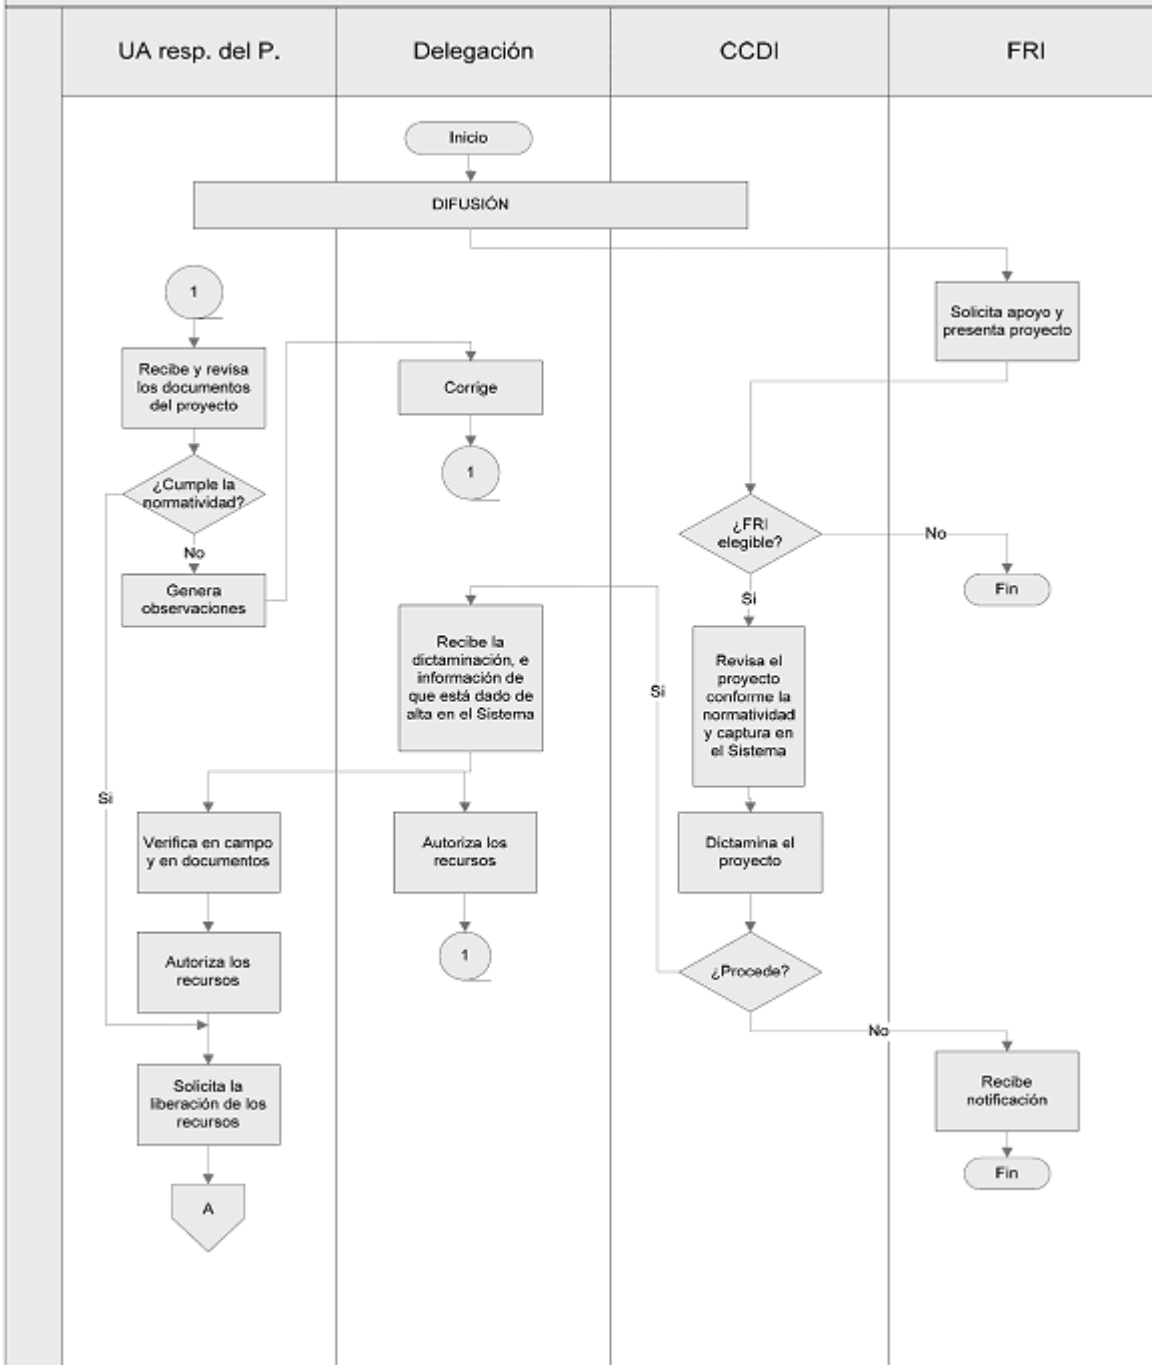 UA resp. del P.
Delegación
CCDI
FRI
Inicio
DIFUSIÓN
1
Solicita apoyo y
presenta proyecto
Recibe y revisa
los documentos
del proyecto
Corrige
1
¿Cumple la
normatividad?
¿FRI
elegible?
No
Fin
No
Genera
observaciones
Si
Recibe la
dictaminación, e
información de
que está dado de
alta en el Sistema
Si
Revisa el
proyecto
conforme la
normatividad
y captura en
el Sistema
Si
Verifica en campo
y en documentos
Autoriza los
recursos
Dictamina el
proyecto
Autoriza los
recursos
1
¿Procede?
No
Solicita la
liberación de los
recursos
Recibe
notificación
Fin
A